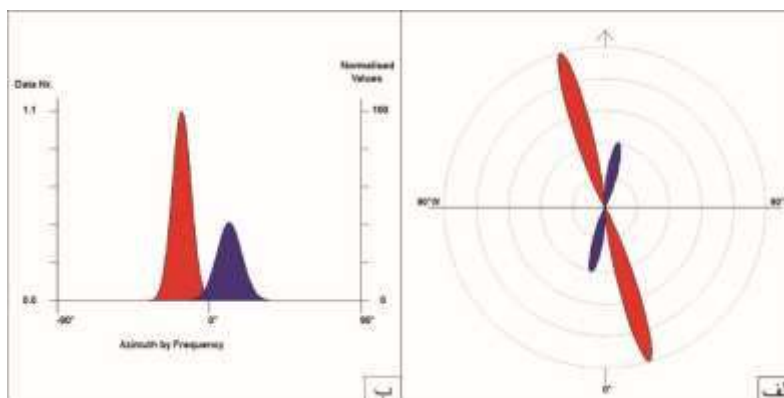 Normalised
Values
Data Nr.
1.1
100
0.0
0
-90°
0°
90°
Azimuth by Frequency
ب
90°W
90°
0°
الف